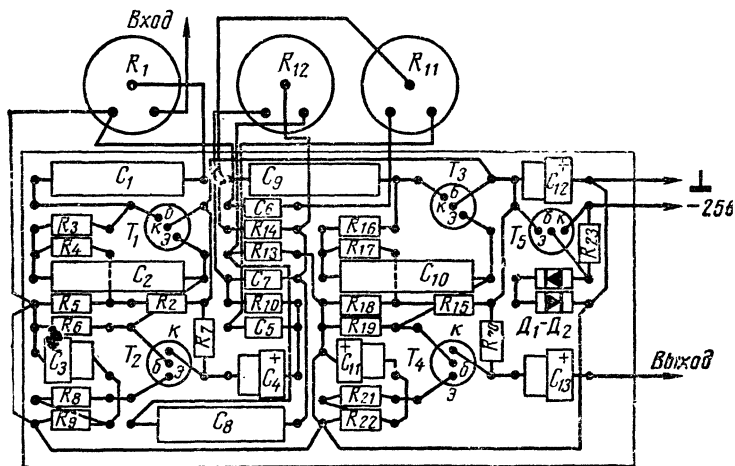 Вход
R1
R12
R11
C1
C9
T3
C12
⊥
C6
б
к
э
R3
T1
б
к
э
R14
R16
T5
б
к
э
-25в
R4
R13
R17
R23
C2
C7
C10
R5
R2
R10
R18
R15
R6
R7
C5
R19
R20
Д1-Д2
C3
T2
к
б
э
C4
C11
T4
к
б
э
C13
Выход
R8
R21
R9
C8
R22